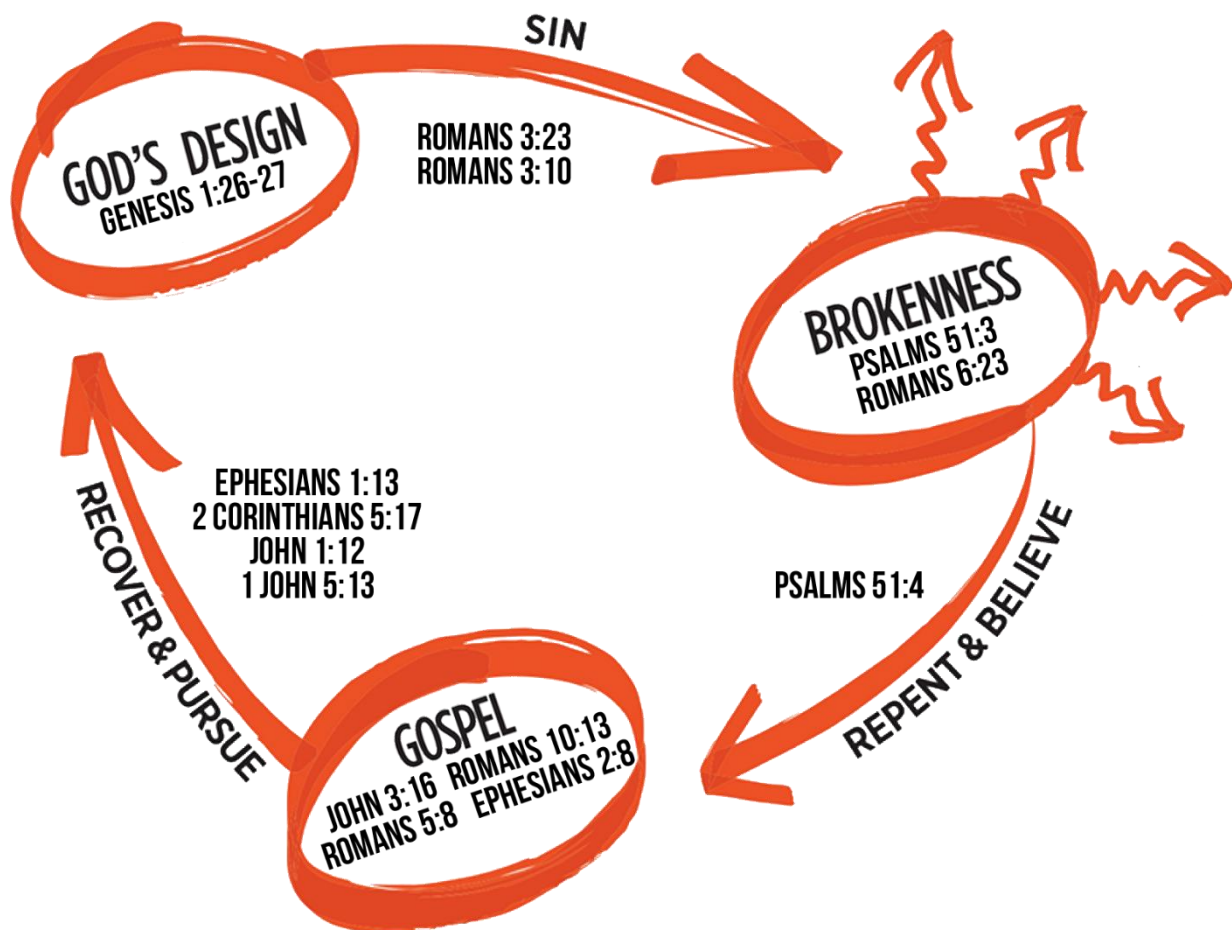 SIN
ROMANS 3:23
ROMANS 3:10
GOD'S DESIGN
GENESIS 1:26-27
BROKENNESS
PSALMS 51:3
ROMANS 6:23
REPENT & BELIEVE
PSALMS 51:4
GOSPEL
JOHN 3:16 ROMANS 10:13
ROMANS 5:8 EPHESIANS 2:8
RECOVER & PURSUE
EPHESIANS 1:13
2 CORINTHIANS 5:17
JOHN 1:12
1 JOHN 5:13